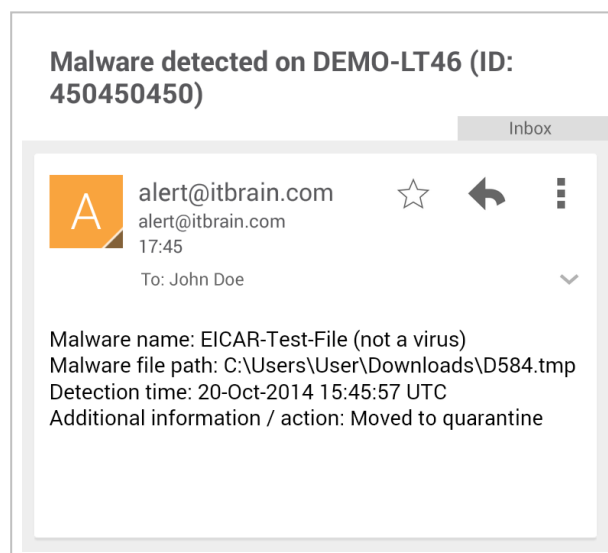 Malware detected on DEMO-LT46 (ID:
450450450)
Inbox
A
alert@itbrain.com
alert@itbrain.com
17:45
To: John Doe
Malware name: EICAR-Test-File (not a virus)
Malware file path: C:\Users\User\Downloads\D584.tmp
Detection time: 20-Oct-2014 15:45:57 UTC
Additional information / action: Moved to quarantine